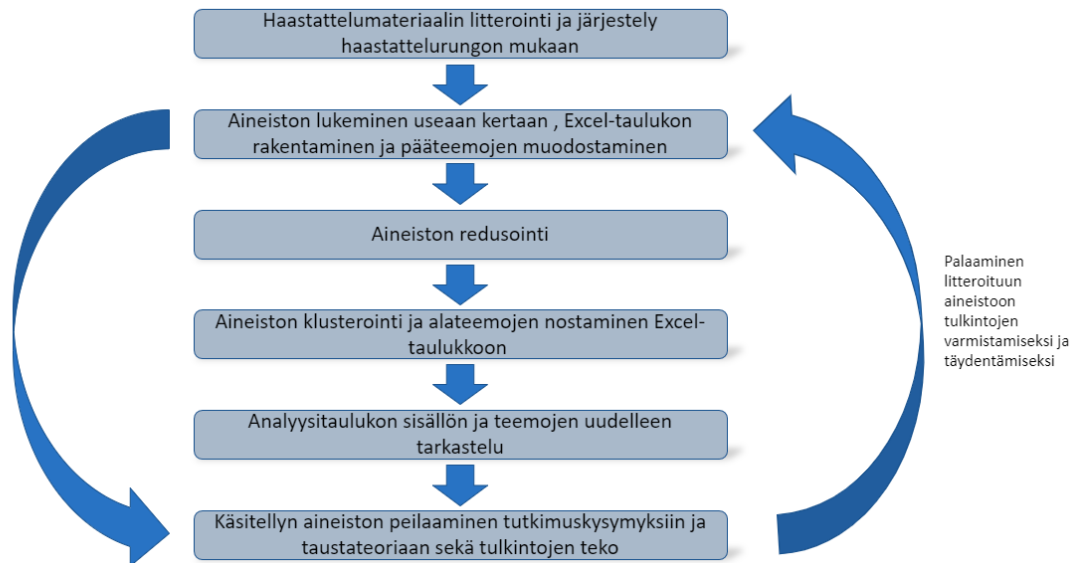 Haastattelumateriaalin litterointi ja järjestely
haastattelurungon mukaan
Aineiston lukeminen useaan kertaan , Excel-taulukon
rakentaminen ja pääteemojen muodostaminen
Aineiston redusointi
Aineiston klusterointi ja alateemojen nostaminen Excel-
taulukkoon
Analyysitaulukon sisällön ja teemojen uudelleen
tarkastelu
Käsitellyn aineiston peilaaminen tutkimuskysymyksiin ja
taustateoriaan sekä tulkintojen teko
Palaaminen
litteroituun
aineistoon
tulkintojen
varmistamiseksi ja
täydentämiseksi